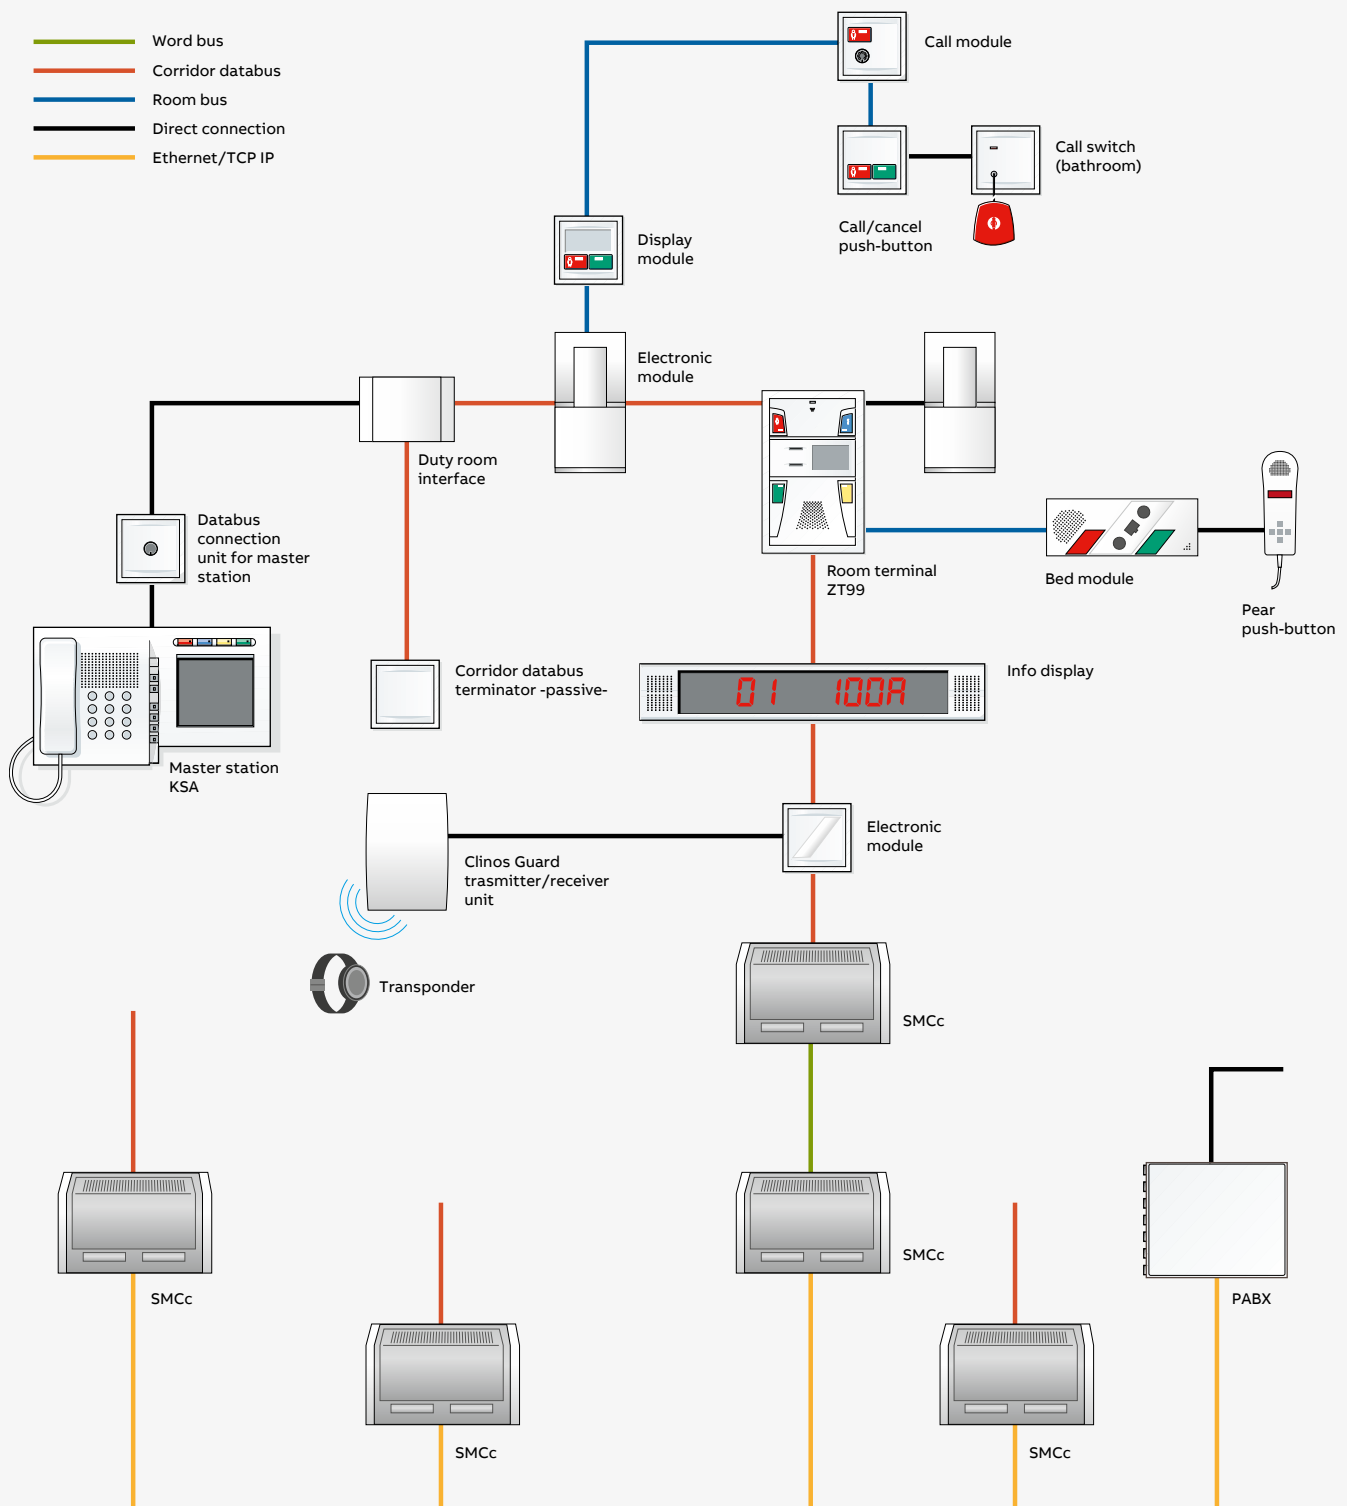 Word bus
Corridor databus
Room bus
Direct connection
Ethernet/TCP IP
Call module
Call switch
(bathroom)
Call/cancel
push-button
Display
module
Electronic
module
Duty room
interface
Databus
connection
unit for master
station
Room terminal
ZT99
Bed module
Pear
push-button
Corridor databus
terminator -passive-
Info display
01 100A
Master station
KSA
Electronic
module
Clinos Guard
trasmitter/receiver
unit
Transponder
SMCc
SMCc
SMCc
PABX
SMCc
SMCc